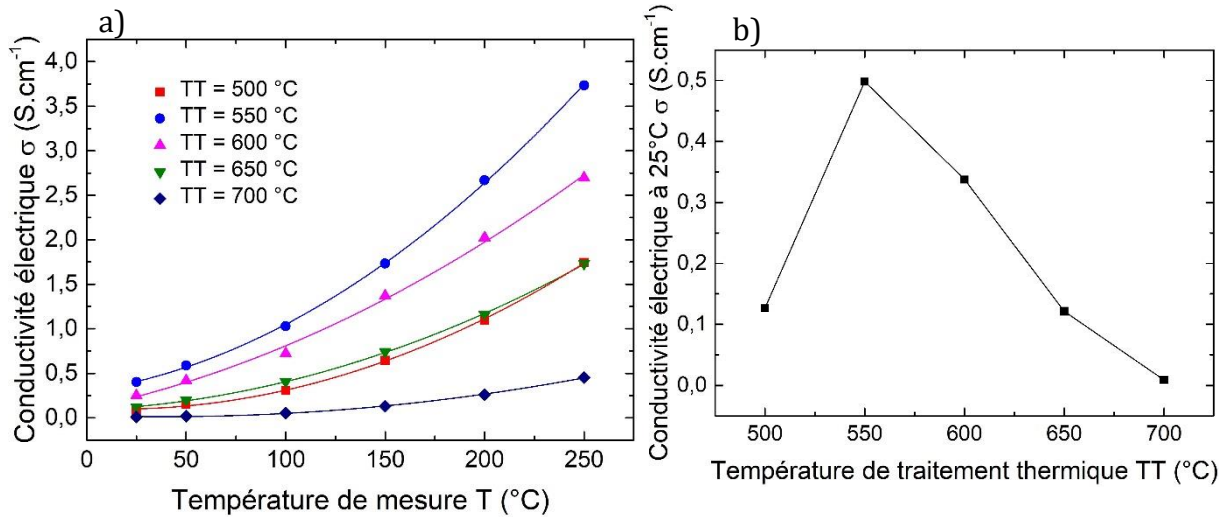 a)
Conductivité électrique σ (S.cm⁻¹)
4,0
3,5
3,0
2,5
2,0
1,5
1,0
0,5
0,0
TT = 500 °C
TT = 550 °C
TT = 600 °C
TT = 650 °C
TT = 700 °C
0 50 100 150 200 250
Température de mesure T (°C)
b)
Conductivité électrique à 25°C σ (S.cm⁻¹)
0,5
0,4
0,3
0,2
0,1
0,0
500 550 600 650 700
Température de traitement thermique TT (°C)